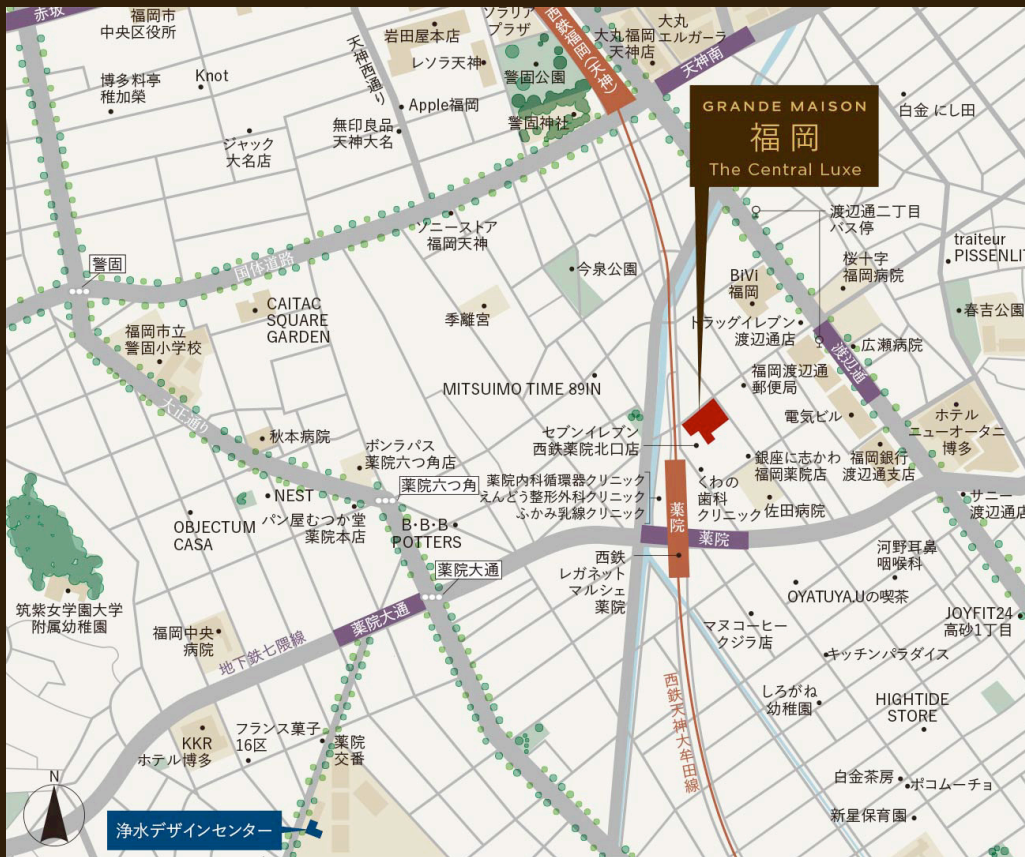 赤坂
福岡市
中央区役所
岩田屋本店
レソラ天神
ソラリア
プラザ
西鉄福岡(天神)
大丸福岡
天神店
大丸
エルガーラ
天神南
博多料亭
稚加榮
Knot
天神西通り
警固公園
Apple福岡
ジャック
大名店
無印良品
天神大名
警固神社
GRANDE MAISON
福岡
The Central Luxe
白金 にし田
ソニーストア
福岡天神
国体道路
警固
今泉公園
渡辺通二丁目
バス停
traiteur
PISSENLIT
桜十字
福岡病院
BiVi
福岡
CAITAC
SQUARE
GARDEN
季離宮
春吉公園
福岡市立
警固小学校
ドラッグイレブン
渡辺通店
渡辺通
広瀬病院
福岡渡辺通
郵便局
MITSUIMO TIME 89IN
大正通り
電気ビル
ホテル
ニューオータニ
博多
秋本病院
ボンラパス
薬院六つ角店
セブンイレブン
西鉄薬院北口店
銀座に志かわ
福岡薬院店
福岡銀行
渡辺通支店
薬院六つ角
薬院内科循環器クリニック
えんどう整形外科クリニック
ふかみ乳線クリニック
くわの
歯科
クリニック
佐田病院
サニー
渡辺通店
NEST
パン屋むつか堂
薬院本店
OBJECTUM
CASA
B・B・B
POTTERS
薬院
薬院
河野耳鼻
咽喉科
西鉄
レガネット
マルシェ
薬院
薬院大通
OYATUYA.Uの喫茶
筑紫女学園大学
附属幼稚園
薬院大通
マヌコーヒー
クジラ店
JOYFIT24
高砂1丁目
福岡中央
病院
地下鉄七隈線
キッチンパラダイス
西鉄天神大牟田線
しろがね
幼稚園
HIGHTIDE
STORE
KKR
ホテル博多
フランス菓子
16区
薬院
交番
白金茶房
ポコムーチョ
N
新星保育園
浄水デザインセンター